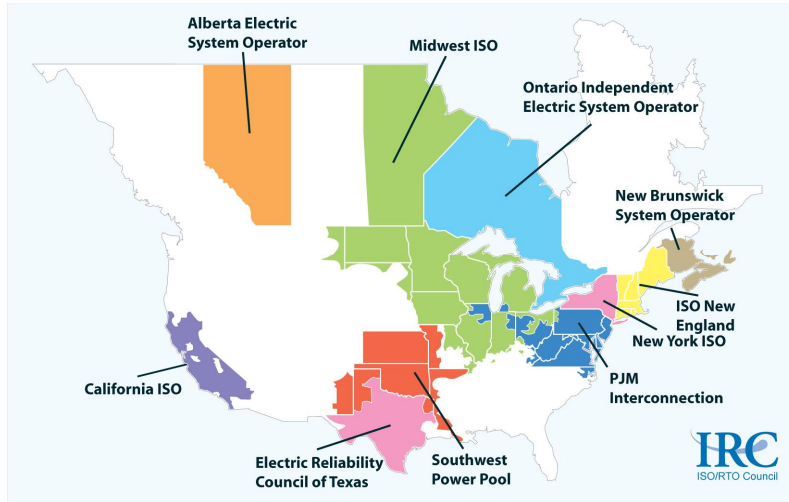 Alberta Electric
System Operator
Midwest ISO
Ontario Independent
Electric System Operator
New Brunswick
System Operator
ISO New
England
New York ISO
PJM
Interconnection
California ISO
Electric Reliability
Council of Texas
Southwest
Power Pool
IRC
ISO/RTO Council